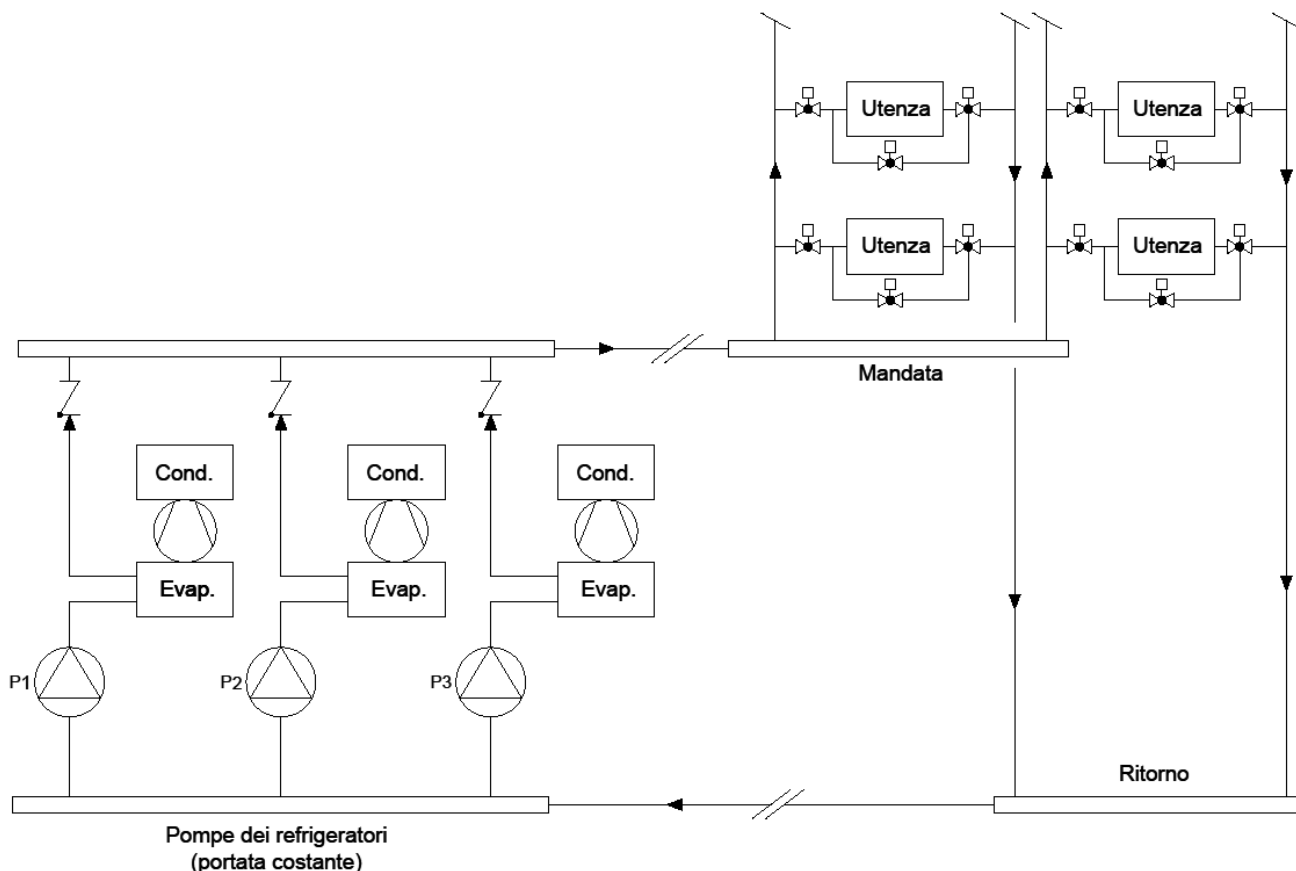 Utenza
Utenza
Utenza
Utenza
Mandata
Cond.
Cond.
Cond.
Evap.
Evap.
Evap.
P1
P2
P3
Ritorno
Pompe dei refrigeratori
(portata costante)